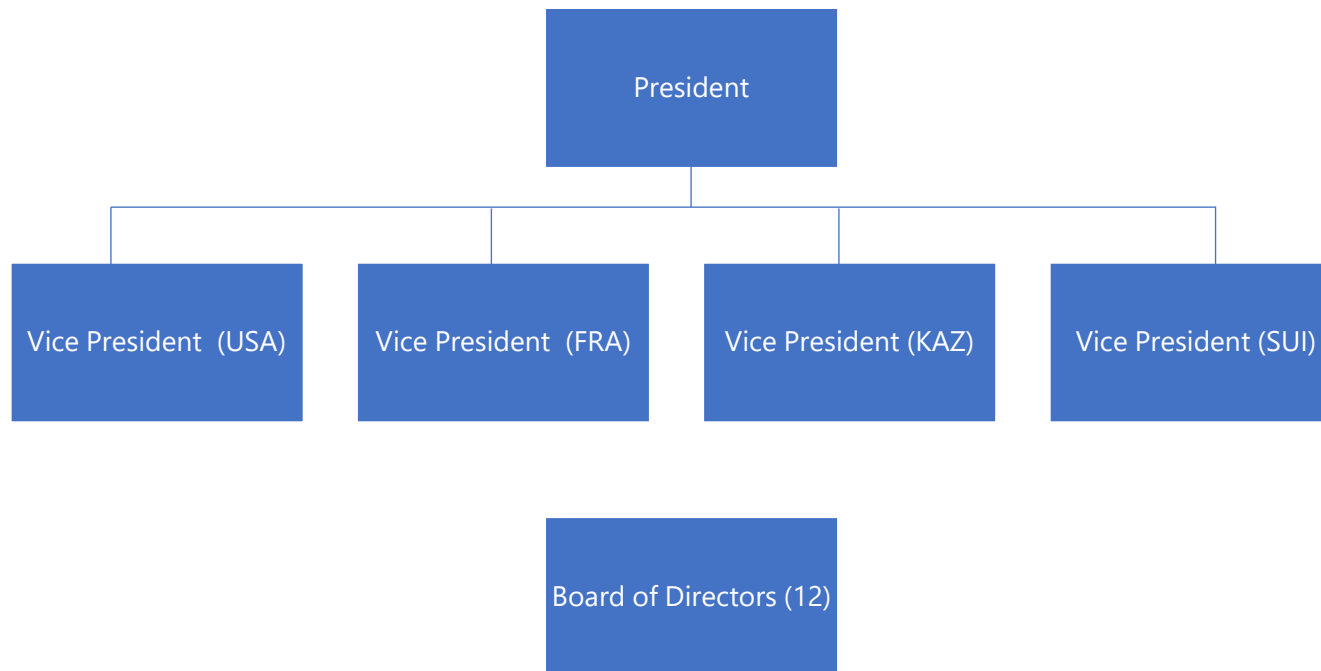 President
Vice President  (USA)
Vice President  (FRA)
Vice President (KAZ)
Vice President (SUI)
Board of Directors (12)